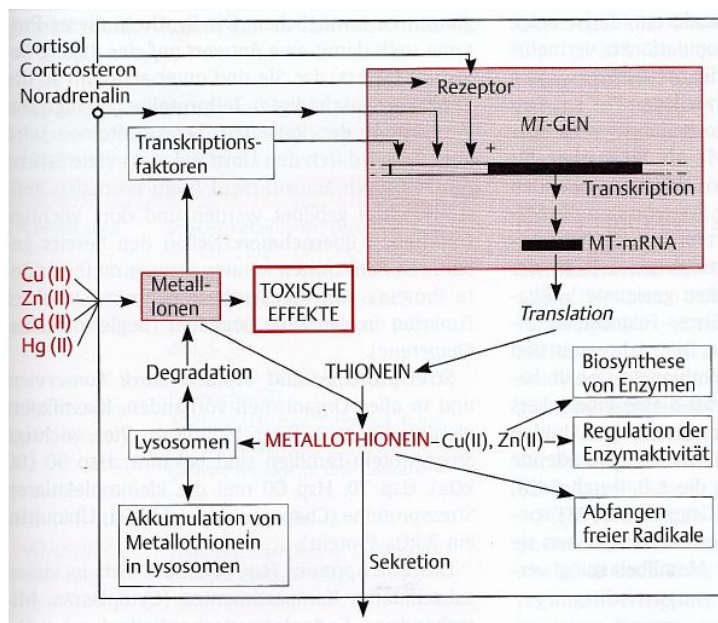 Cortisol
Corticosteron
Noradrenalin
Rezeptor
MT-GEN
+
Transkriptions-
faktoren
Transkription
MT-mRNA
Translation
Cu (II)
Zn (II)
Cd (II)
Hg (II)
Metall-
Ionen
TOXISCHE
EFFEKTE
Degradation
THIONEIN
Biosynthese
von Enzymen
Lysosomen
METALLOTHIONEIN–Cu(II), Zn(II)
Regulation der
Enzymaktivität
Abfangen
freier Radikale
Akkumulation von
Metallothionein
in Lysosomen
Sekretion